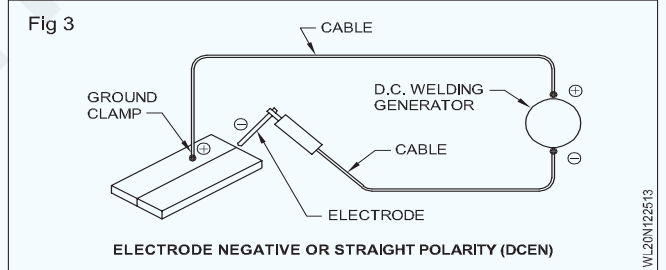 Fig 3
CABLE
GROUND
CLAMP
D.C. WELDING
GENERATOR
⊕
⊕
⊖
CABLE
⊖
ELECTRODE
ELECTRODE NEGATIVE OR STRAIGHT POLARITY (DCEN)
WL20N122513